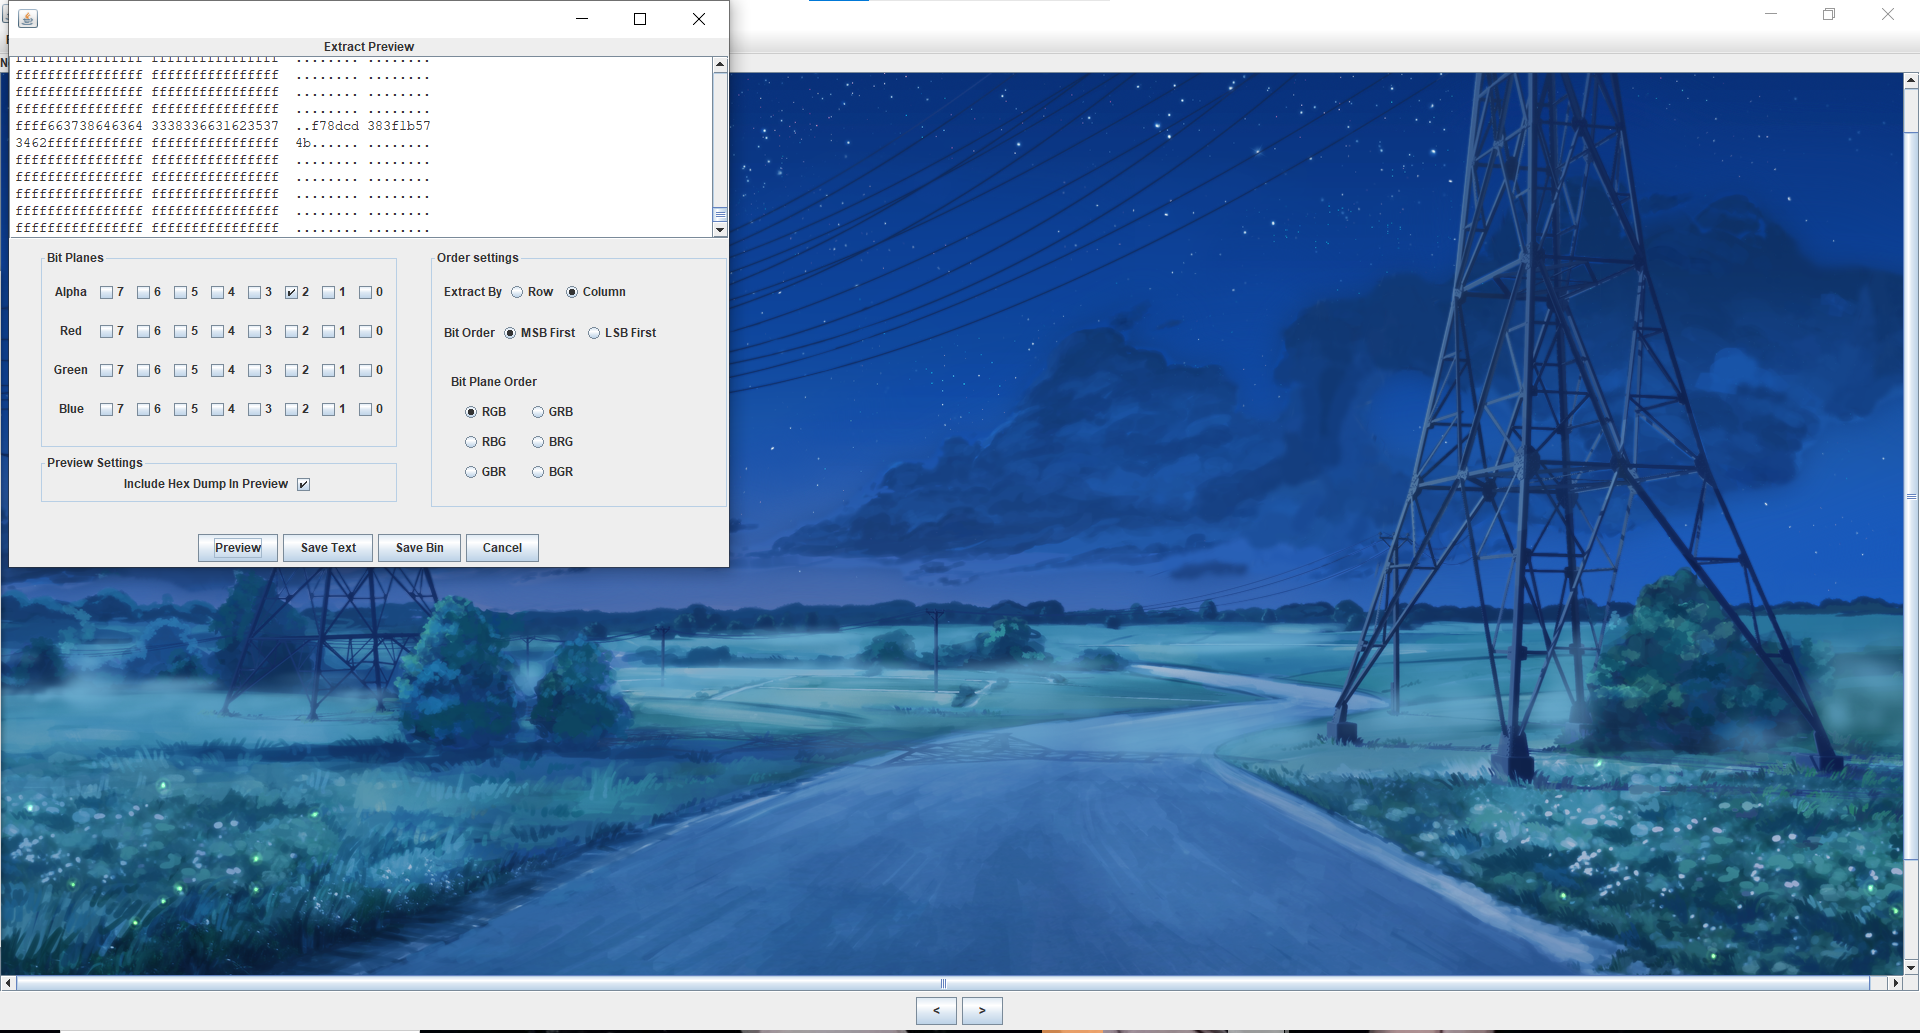 Extract Preview
ffffffffffffffff ffffffffffffffff ........ ........
ffffffffffffffff ffffffffffffffff ........ ........
ffffffffffffffff ffffffffffffffff ........ ........
ffffffffffffffff ffffffffffffffff ........ ........
ffff663738646364 3338336631623537 ..f78dcd 383f1b57
3462ffffffffffff ffffffffffffffff 4b...... ........
ffffffffffffffff ffffffffffffffff ........ ........
ffffffffffffffff ffffffffffffffff ........ ........
ffffffffffffffff ffffffffffffffff ........ ........
ffffffffffffffff ffffffffffffffff ........ ........
ffffffffffffffff ffffffffffffffff ........ ........
Bit Planes
Alpha 7 6 5 4 3 2 1 0
Red 7 6 5 4 3 2 1 0
Green 7 6 5 4 3 2 1 0
Blue 7 6 5 4 3 2 1 0
Preview Settings
Include Hex Dump In Preview
Order settings
Extract By Row Column
Bit Order MSB First LSB First
Bit Plane Order
RGB GRB
RBG BRG
GBR BGR
Preview Save Text Save Bin Cancel
< >